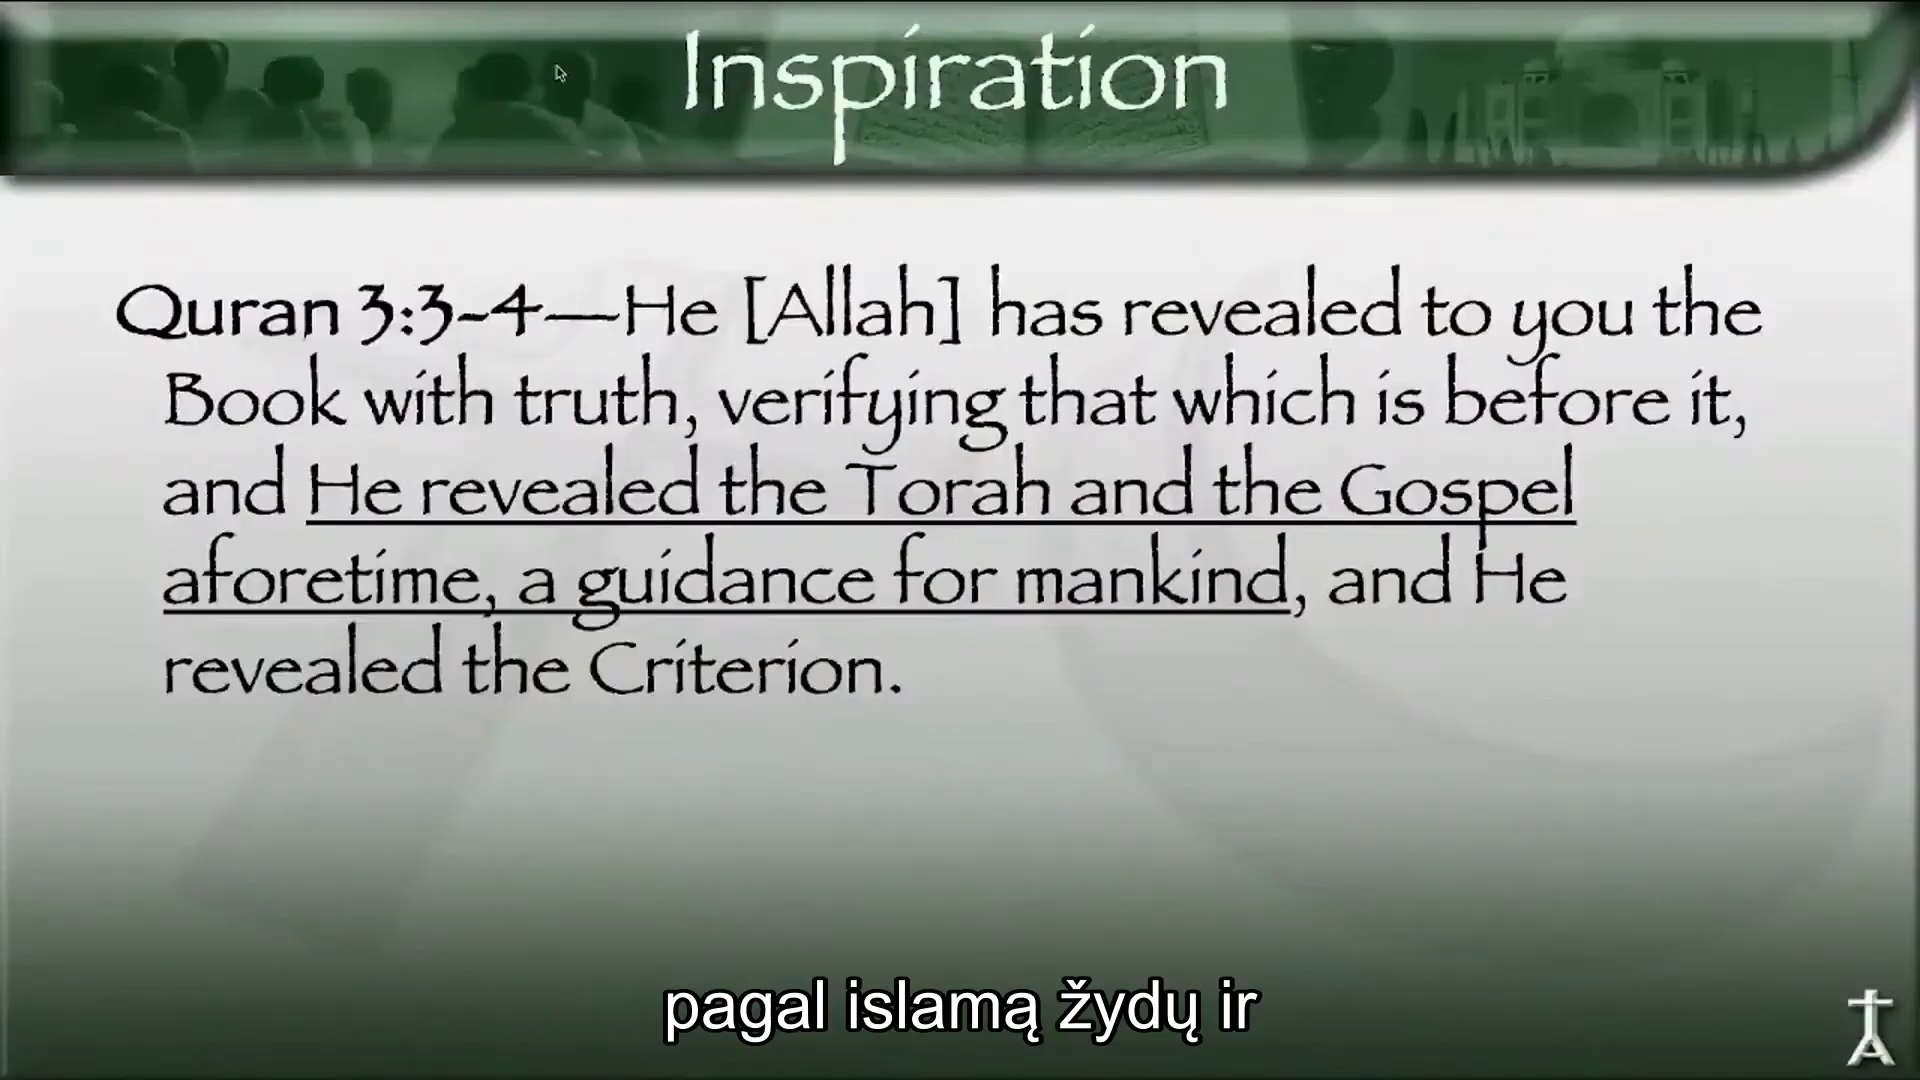 Inspiration
Quran 3:3-4—He [Allah] has revealed to you the
Book with truth, verifying that which is before it,
and He revealed the Torah and the Gospel
aforetime, a guidance for mankind, and He
revealed the Criterion.
pagal islamą žydų ir